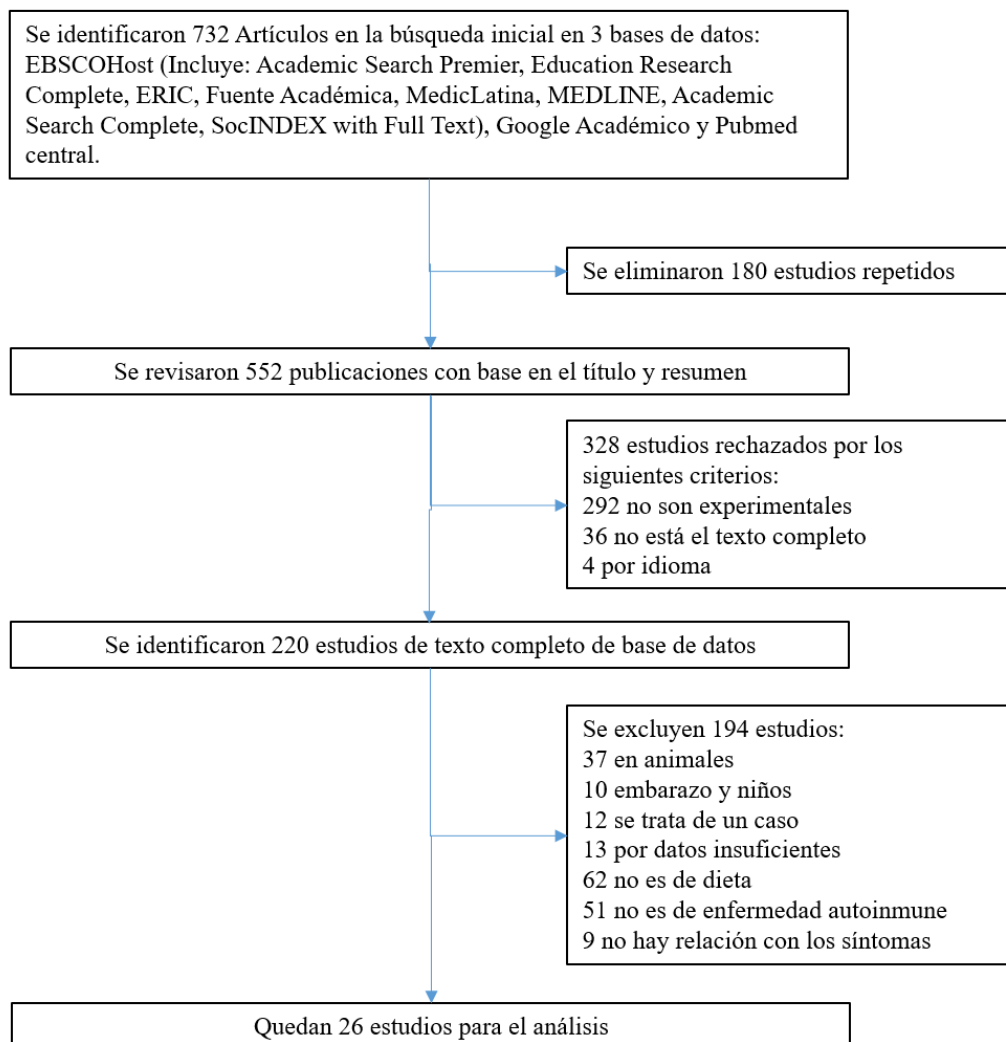 Se identificaron 732 Artículos en la búsqueda inicial en 3 bases de datos:
EBSCOHost (Incluye: Academic Search Premier, Education Research
Complete, ERIC, Fuente Académica, MedicLatina, MEDLINE, Academic
Search Complete, SocINDEX with Full Text), Google Académico y Pubmed
central.
Se eliminaron 180 estudios repetidos
Se revisaron 552 publicaciones con base en el título y resumen
328 estudios rechazados por los
siguientes criterios:
292 no son experimentales
36 no está el texto completo
4 por idioma
Se identificaron 220 estudios de texto completo de base de datos
Se excluyen 194 estudios:
37 en animales
10 embarazo y niños
12 se trata de un caso
13 por datos insuficientes
62 no es de dieta
51 no es de enfermedad autoinmune
9 no hay relación con los síntomas
Quedan 26 estudios para el análisis